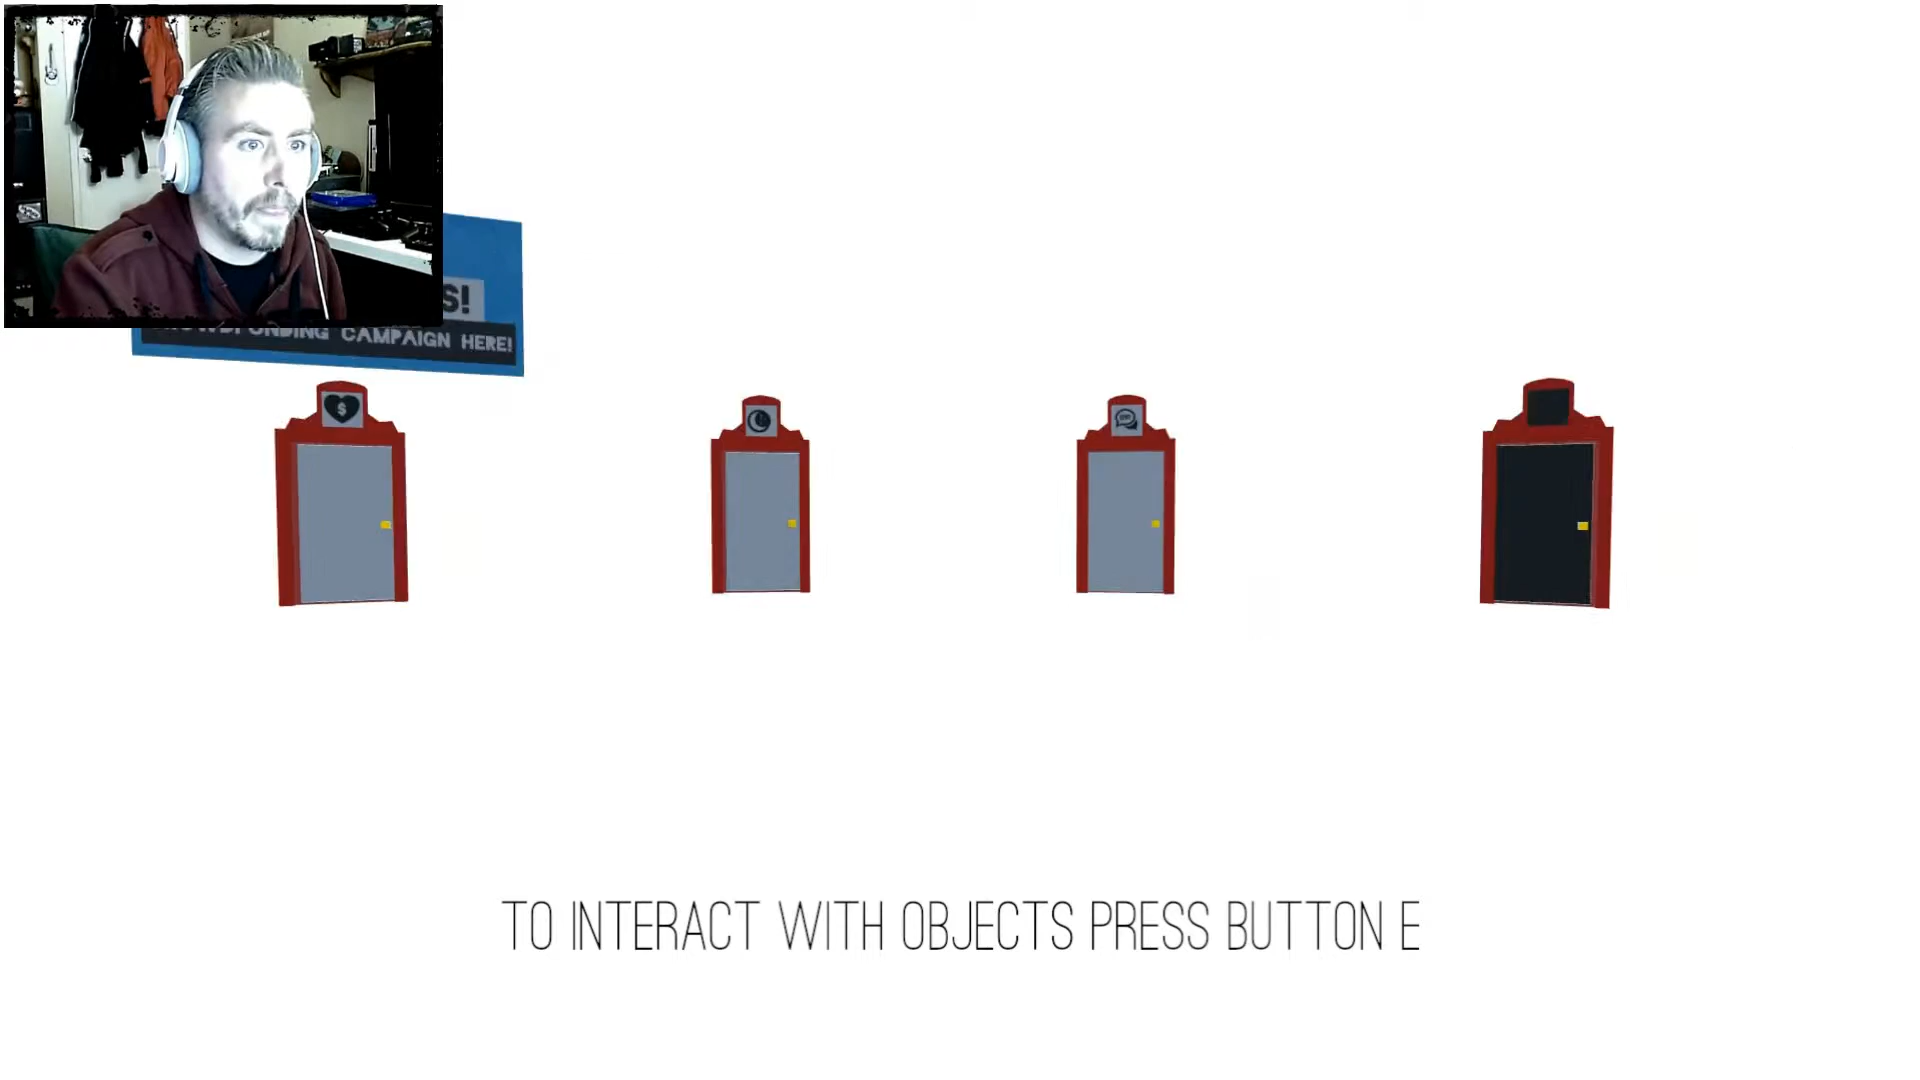 S!
CAMPAIGN HERE!
$
TO INTERACT WITH OBJECTS PRESS BUTTON E